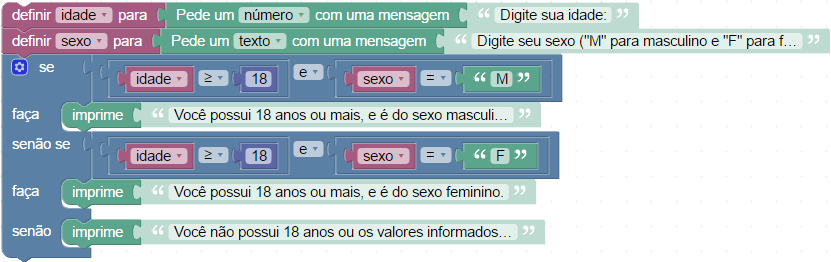 definir idade para Pede um número com uma mensagem “ Digite sua idade: ”
definir sexo para Pede um texto com uma mensagem “ Digite seu sexo ("M" para masculino e "F" para f... ”
se idade ≥ 18 e sexo = “ M ”
faça imprime “ Você possui 18 anos ou mais, e é do sexo masculi... ”
senão se idade ≥ 18 e sexo = “ F ”
faça imprime “ Você possui 18 anos ou mais, e é do sexo feminino. ”
senão imprime “ Você não possui 18 anos ou os valores informados... ”